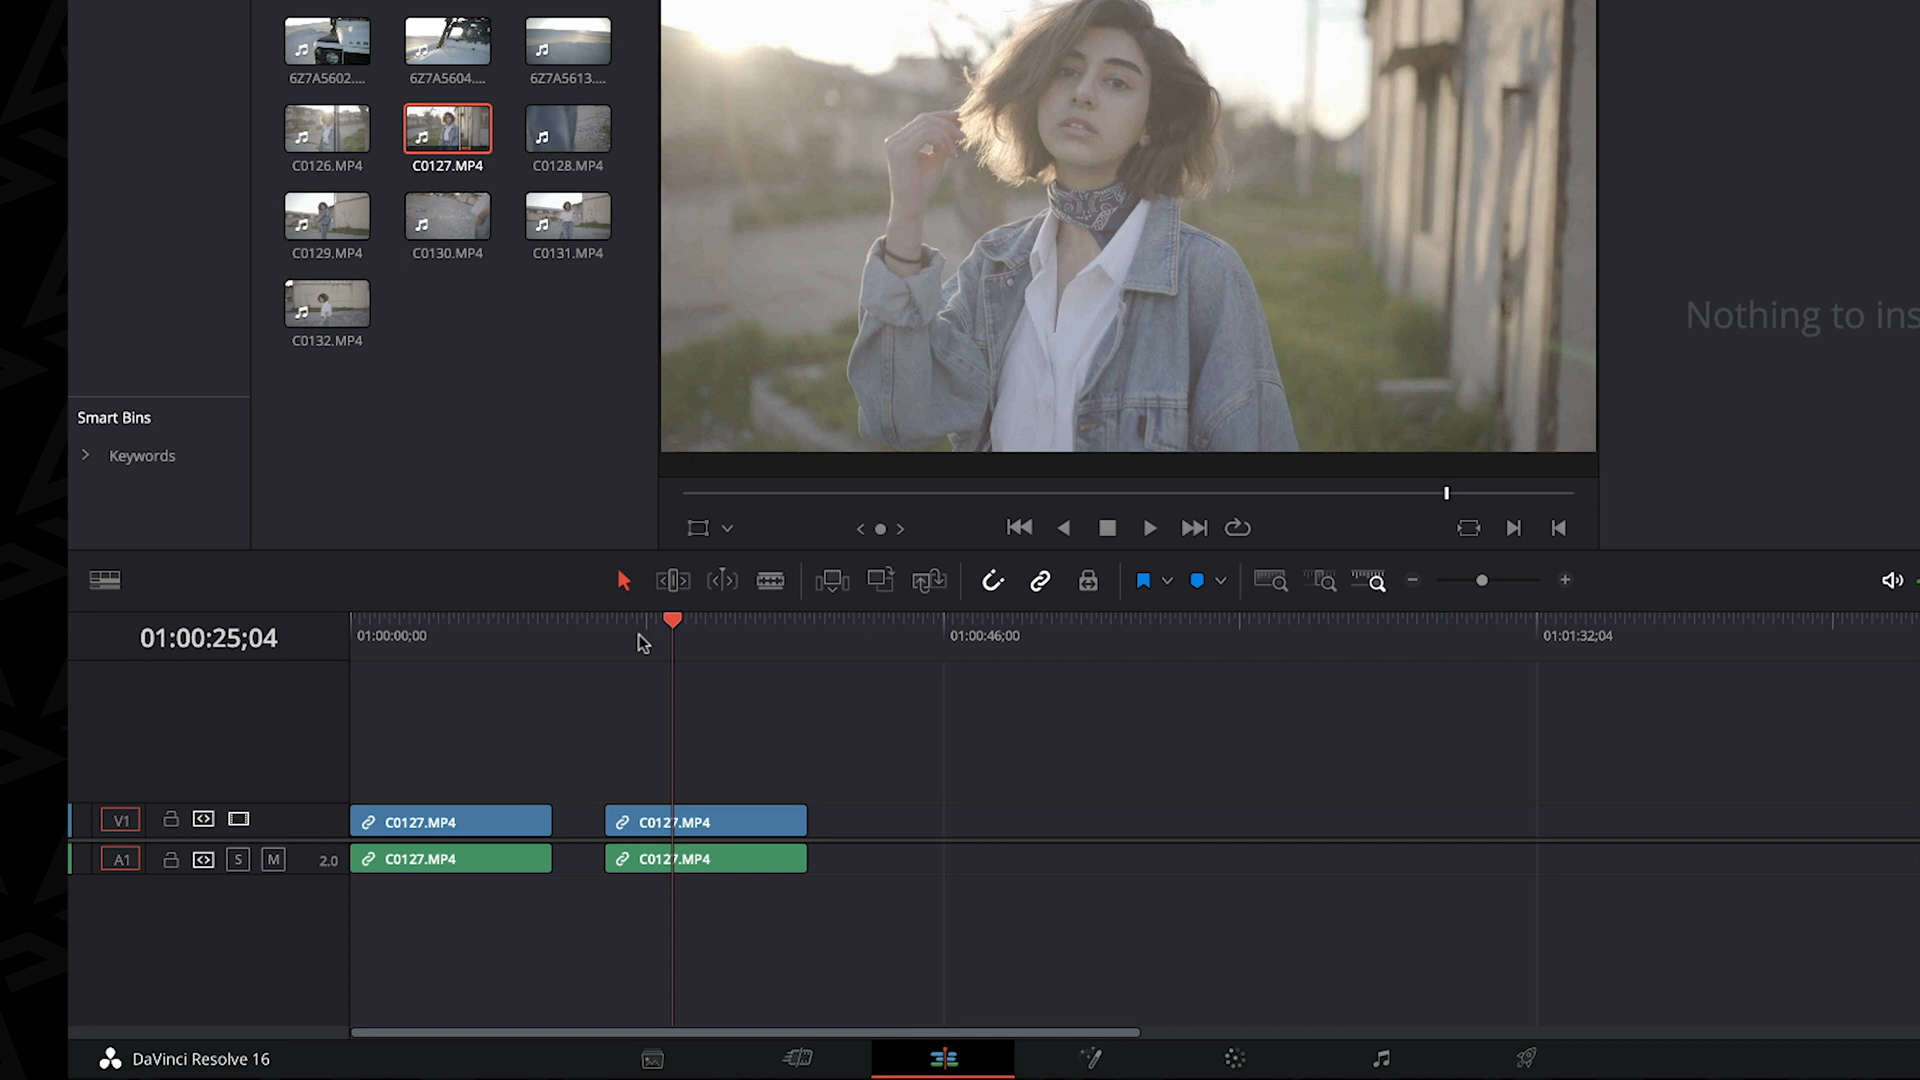 6Z7A5602.... 6Z7A5604.... 6Z7A5613....
C0126.MP4 C0127.MP4 C0128.MP4
C0129.MP4 C0130.MP4 C0131.MP4
C0132.MP4
Nothing to ins
Smart Bins
Keywords
01:00:25;04
01:00:00;00 01:00:46;00 01:01:32;04
V1 C0127.MP4 C0127.MP4
A1 S M 2.0 C0127.MP4 C0127.MP4
DaVinci Resolve 16